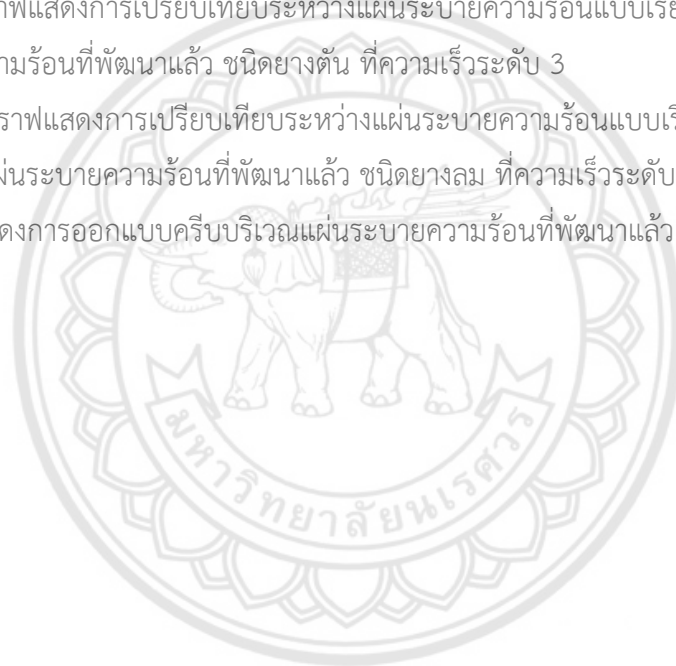 าฟแสดงการเปรียบเทียบระหว่างแผ่นระบายความร้อนแบบเรีย
ามร้อนที่พัฒนาแล้ว ชนิดยางตัน ที่ความเร็วระดับ 3
ราฟแสดงการเปรียบเทียบระหว่างแผ่นระบายความร้อนแบบเรี
ผ่นระบายความร้อนที่พัฒนาแล้ว ชนิดยางลม ที่ความเร็วระดับ
ดงการออกแบบครีบบริเวณแผ่นระบายความร้อนที่พัฒนาแล้ว
มหาวิทยาลัยนเรศวร